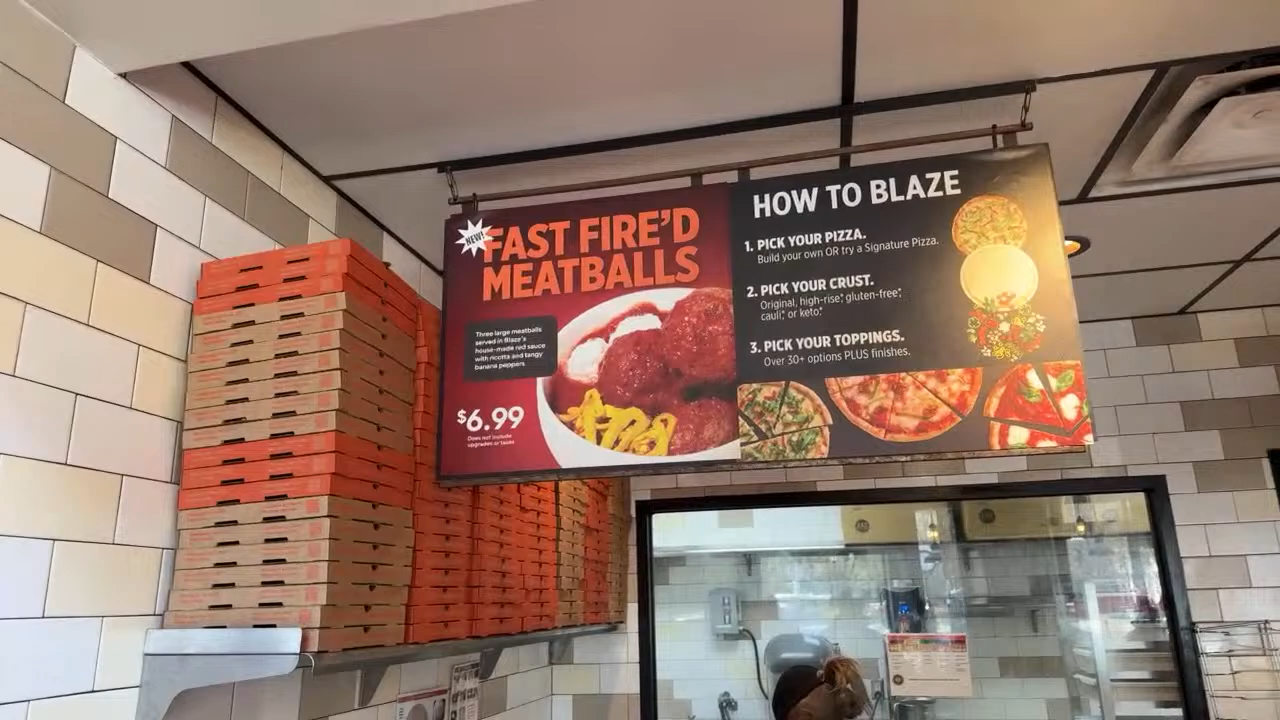 NEW!
FAST FIRE'D
MEATBALLS
Three large meatballs
served in Blaze's
house-made red sauce
with ricotta and tangy
banana peppers
$6.99
Does not include
upgrades or taxes
HOW TO BLAZE
1. PICK YOUR PIZZA.
Build your own OR try a Signature Pizza.
2. PICK YOUR CRUST.
Original, high-rise,* gluten-free,*
cauli,* or keto.*
3. PICK YOUR TOPPINGS.
Over 30+ options PLUS finishes.